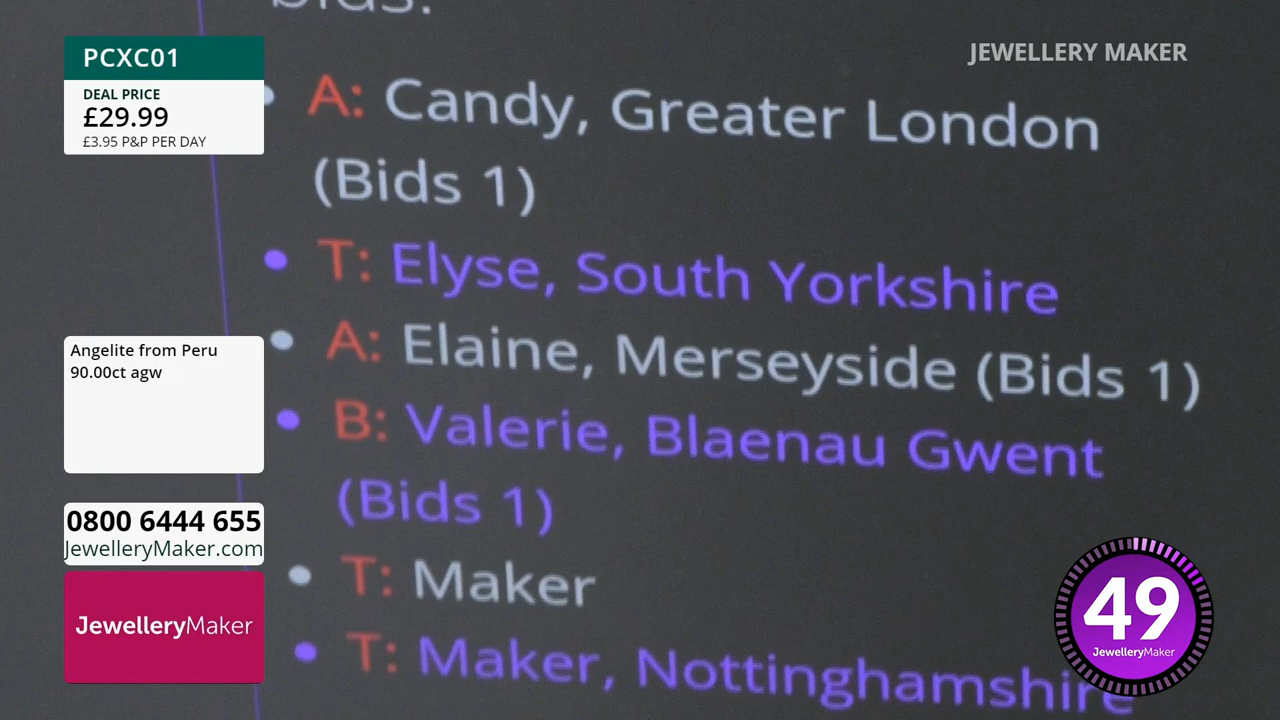 bids:
PCXC01
JEWELLERY MAKER
DEAL PRICE
£29.99
£3.95 P&P PER DAY
A: Candy, Greater London
(Bids 1)
T: Elyse, South Yorkshire
A: Elaine, Merseyside (Bids 1)
B: Valerie, Blaenau Gwent
(Bids 1)
T: Maker
T: Maker, Nottinghamshire
Angelite from Peru
90.00ct agw
0800 6444 655
JewelleryMaker.com
JewelleryMaker
49
JewelleryMaker